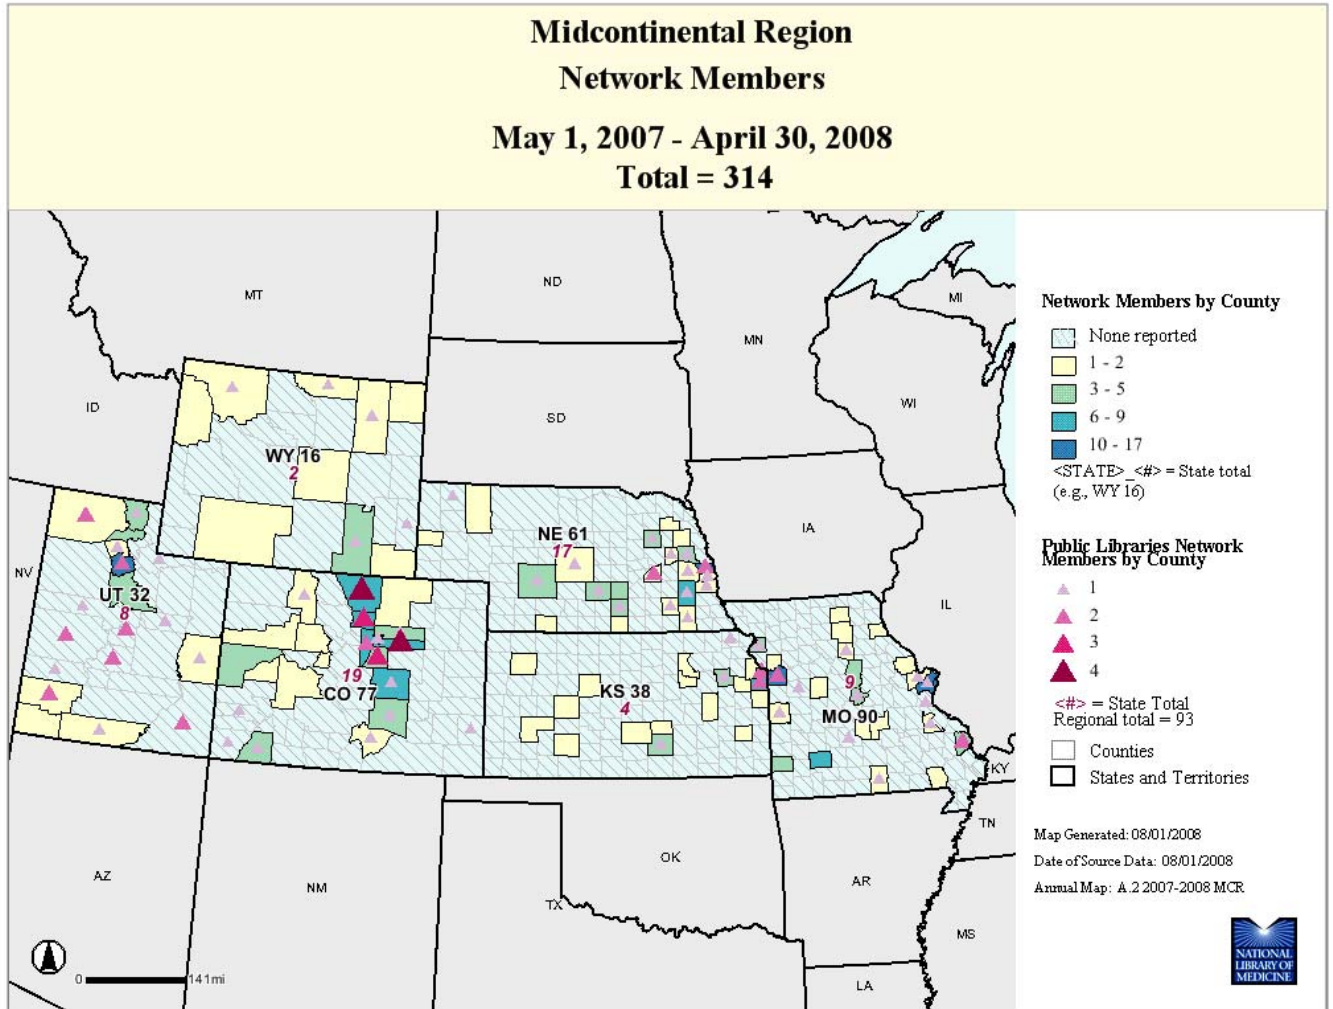 Midcontinental Region
Network Members
May 1, 2007 - April 30, 2008
Total = 314
MT
ND
MN
MI
ID
SD
WI
WY 16
2
NE 61
17
IA
NV
UT 32
8
IL
19
CO 77
KS 38
4
9
MO 90
KY
TN
AZ
NM
OK
TX
AR
MS
LA
0
141mi
Network Members by County
None reported
1 - 2
3 - 5
6 - 9
10 - 17
<STATE>_<#> = State total
(e.g., WY 16)
Public Libraries Network
Members by County
1
2
3
4
<#> = State Total
Regional total = 93
Counties
States and Territories
Map Generated: 08/01/2008
Date of Source Data: 08/01/2008
Annual Map: A.2 2007-2008 MCR
NATIONAL
LIBRARY OF
MEDICINE